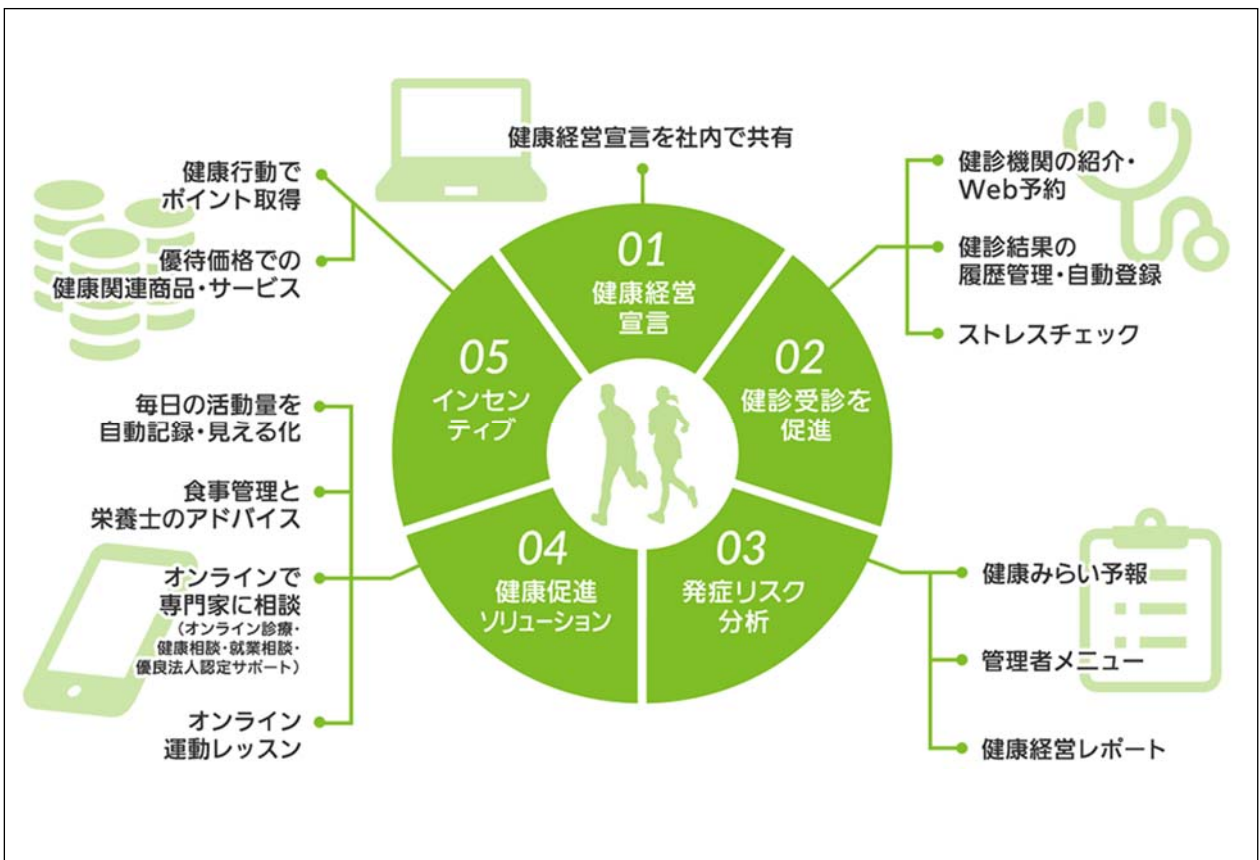 健康経営宣言を社内で共有
01
健康経営
宣言
健診機関の紹介・
Web予約
健診結果の
履歴管理・自動登録
ストレスチェック
02
健診受診を
促進
03
発症リスク
分析
健康みらい予報
管理者メニュー
健康経営レポート
04
健康促進
ソリューション
毎日の活動量を
自動記録・見える化
食事管理と
栄養士のアドバイス
オンラインで
専門家に相談
(オンライン診療・
健康相談・就業相談・
優良法人認定サポート)
オンライン
運動レッスン
05
インセン
ティブ
健康行動で
ポイント取得
優待価格での
健康関連商品・サービス